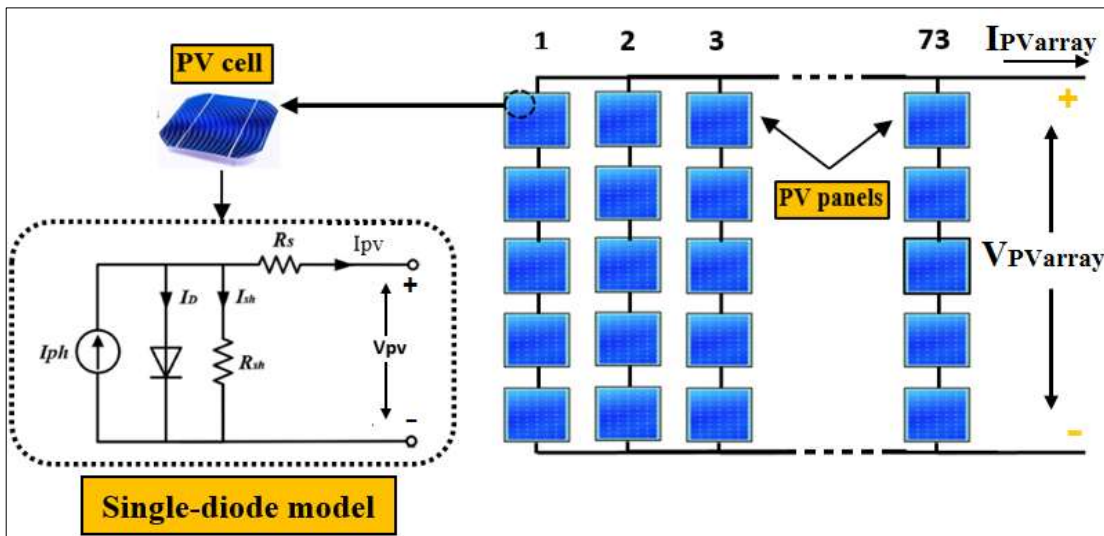 1 2 3 73 IPVarray
PV cell
+
PV panels
Rs Ipv
+
ID Ish
VPVarray
Iph Rsh Vpv
-
-
Single-diode model